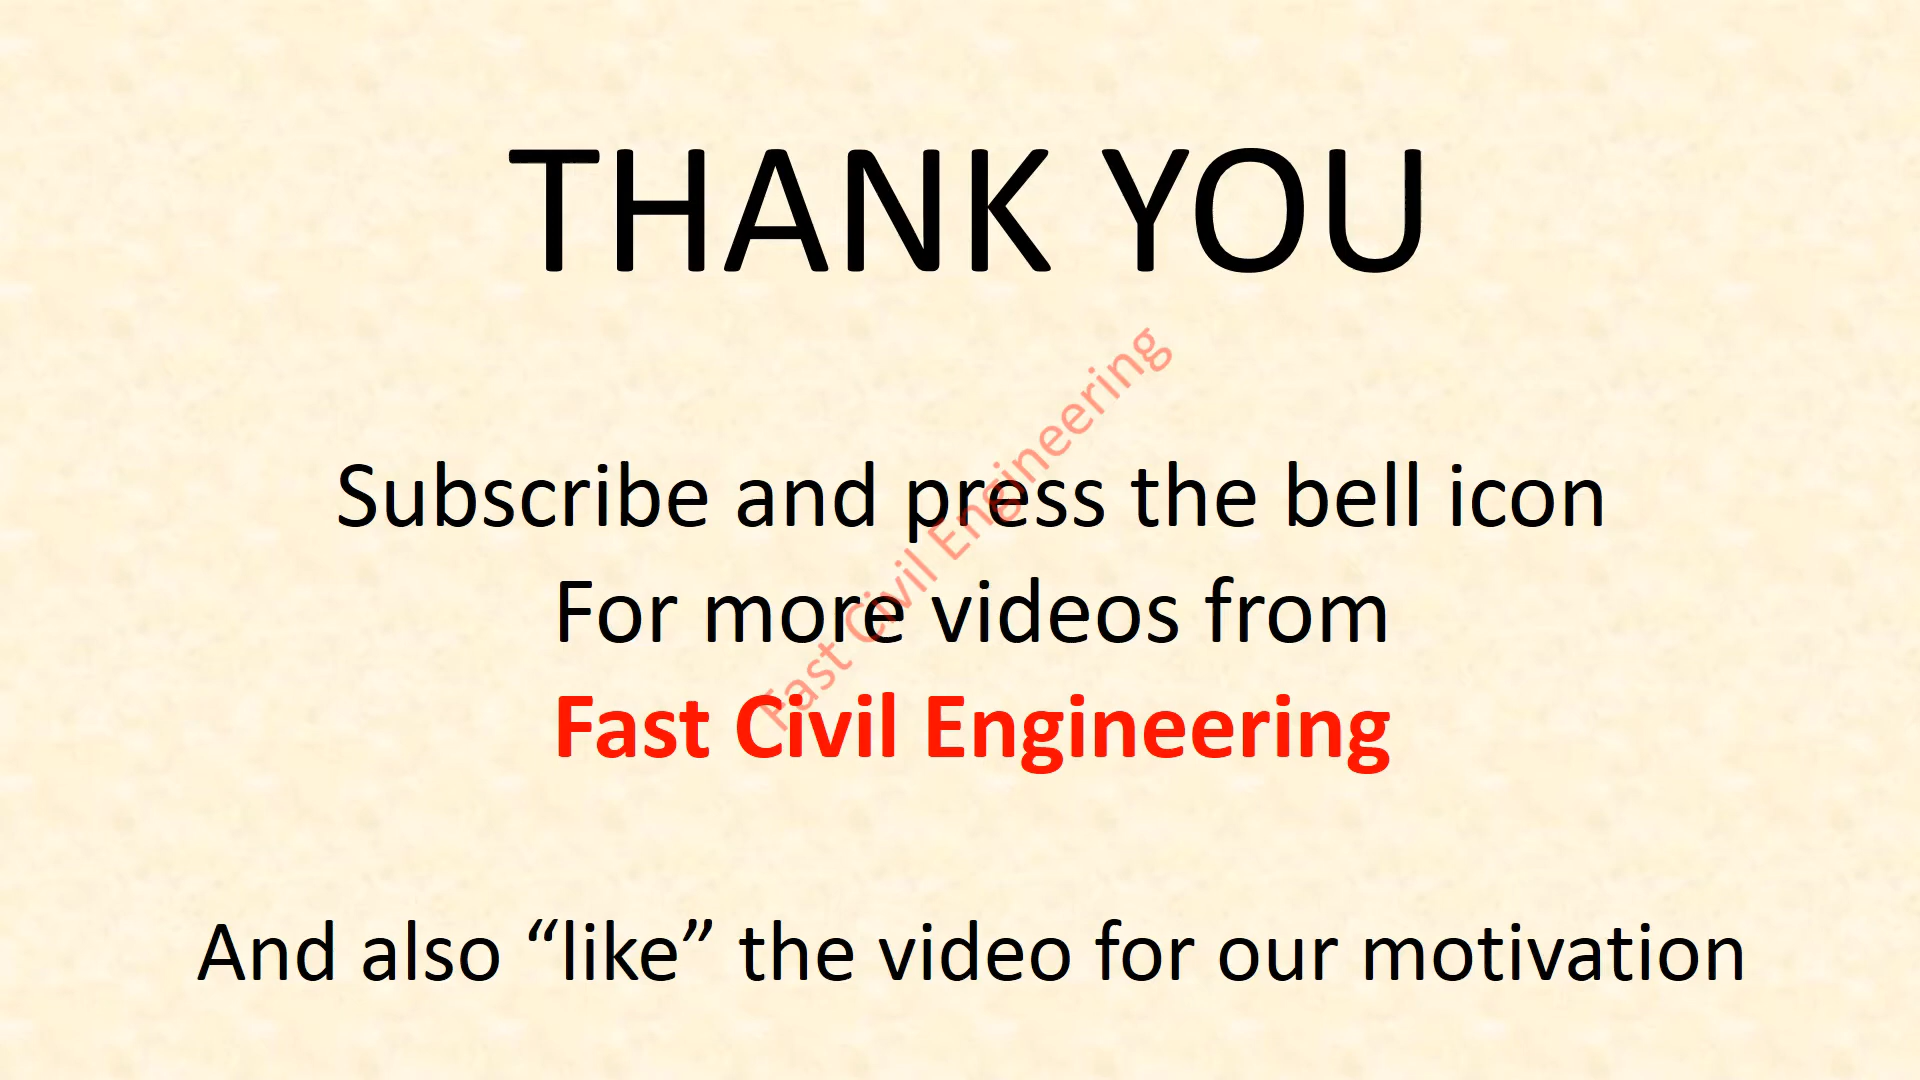 THANK YOU
Fast Civil Engineering
Subscribe and press the bell icon
For more videos from
Fast Civil Engineering
And also “like” the video for our motivation